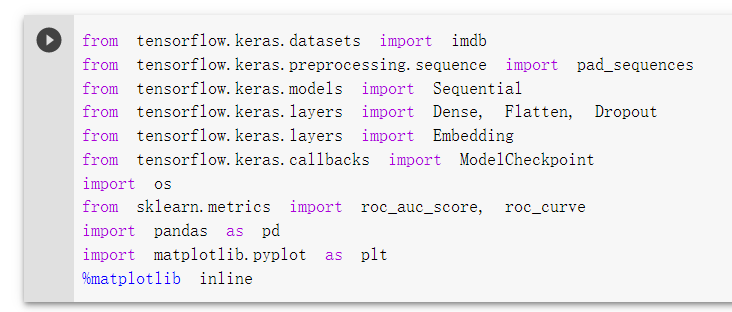 from tensorflow.keras.datasets import imdb
from tensorflow.keras.preprocessing.sequence import pad_sequences
from tensorflow.keras.models import Sequential
from tensorflow.keras.layers import Dense, Flatten, Dropout
from tensorflow.keras.layers import Embedding
from tensorflow.keras.callbacks import ModelCheckpoint
import os
from sklearn.metrics import roc_auc_score, roc_curve
import pandas as pd
import matplotlib.pyplot as plt
%matplotlib inline